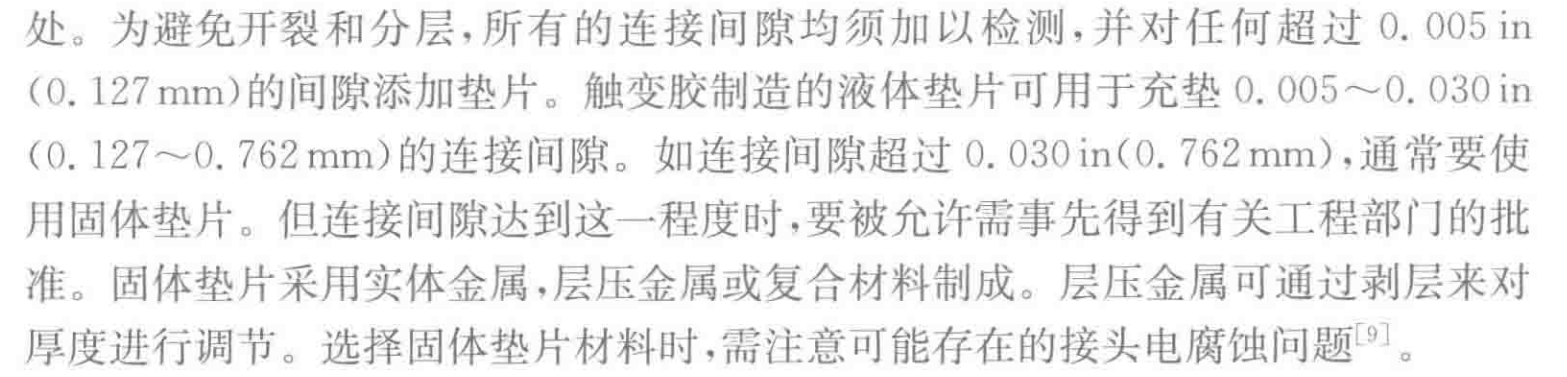 处。为避免开裂和分层,所有的连接间隙均须加以检测,并对任何超过 0.005 in
(0.127 mm)的间隙添加垫片。触变胶制造的液体垫片可用于充垫 0.005～0.030 in
(0.127～0.762 mm)的连接间隙。如连接间隙超过 0.030 in(0.762 mm),通常要使
用固体垫片。但连接间隙达到这一程度时,要被允许需事先得到有关工程部门的批
准。固体垫片采用实体金属,层压金属或复合材料制成。层压金属可通过剥层来对
厚度进行调节。选择固体垫片材料时,需注意可能存在的接头电腐蚀问题[9]。